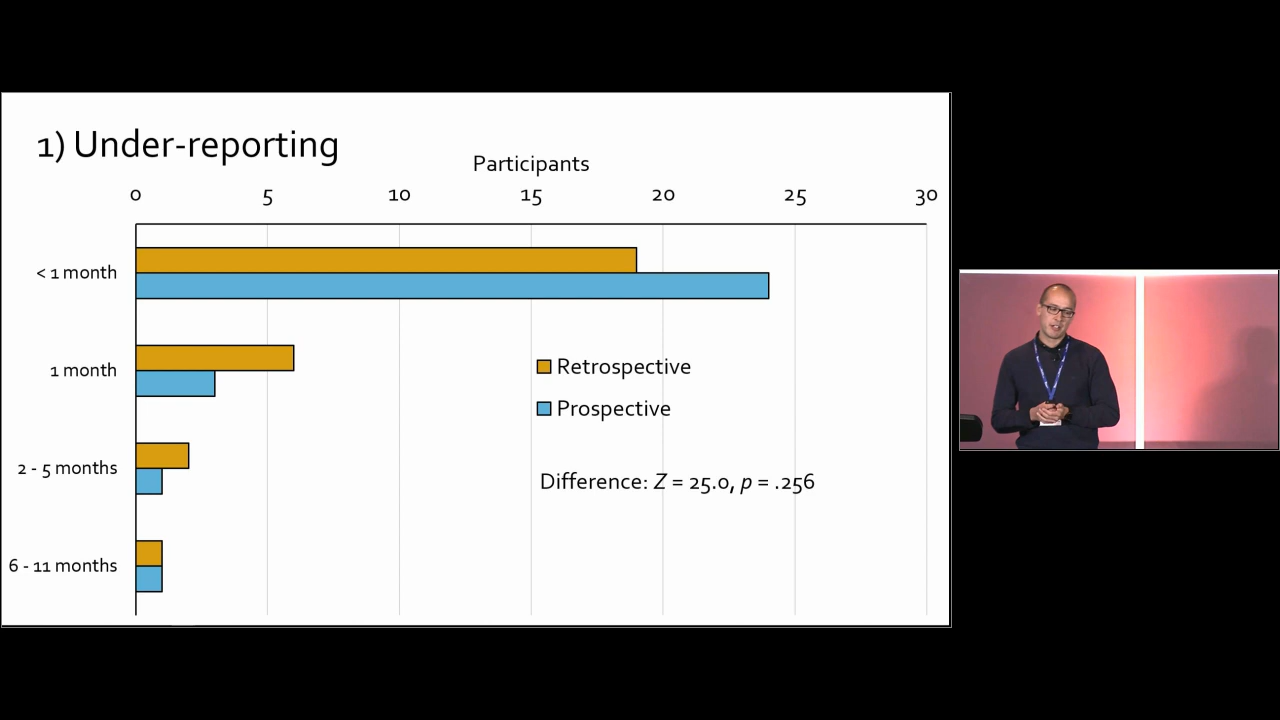 1) Under-reporting
Participants
0 5 10 15 20 25 30
< 1 month
1 month
2 - 5 months
6 - 11 months
Retrospective
Prospective
Difference: Z = 25.0, p = .256